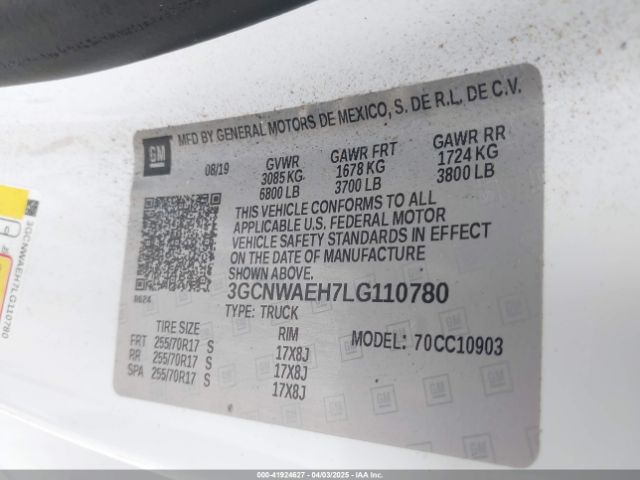 MFD BY GENERAL MOTORS DE MEXICO, S. DE R.L. DE C.V.
GM
08/19 GVWR GAWR FRT GAWR RR
3085 KG 1678 KG 1724 KG
6800 LB 3700 LB 3800 LB
THIS VEHICLE CONFORMS TO ALL
APPLICABLE U.S. FEDERAL MOTOR
VEHICLE SAFETY STANDARDS IN EFFECT
ON THE DATE OF MANUFACTURE
SHOWN ABOVE.
R624
3GCNWAEH7LG110780
TYPE: TRUCK
TIRE SIZE RIM MODEL: 70CC10903
FRT 255/70R17 S 17X8J
RR 255/70R17 S 17X8J
SPA 255/70R17 S 17X8J
3GCNWAEH7LG110780
000-41924627 - 04/03/2025 - IAAI.COM